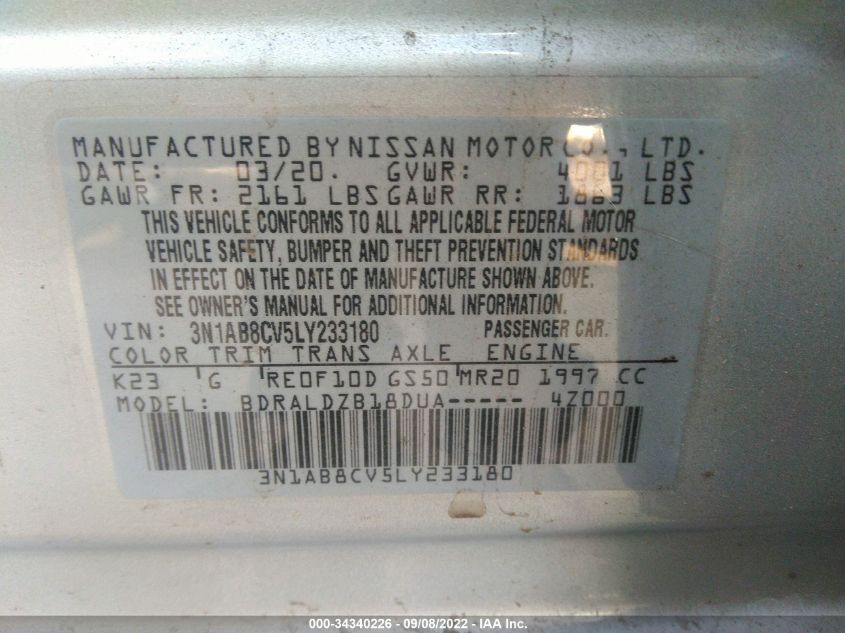 MANUFACTURED BY NISSAN MOTOR CO., LTD.
DATE: 03/20. GVWR: 4001 LBS
GAWR FR: 2161 LBS GAWR RR: 1863 LBS
THIS VEHICLE CONFORMS TO ALL APPLICABLE FEDERAL MOTOR
VEHICLE SAFETY, BUMPER AND THEFT PREVENTION STANDARDS
IN EFFECT ON THE DATE OF MANUFACTURE SHOWN ABOVE.
SEE OWNER'S MANUAL FOR ADDITIONAL INFORMATION.
VIN: 3N1AB8CV5LY233180 PASSENGER CAR.
COLOR TRIM TRANS AXLE ENGINE
K23 G RE0F10D GS50 MR20 1997 CC
MODEL: BDRALDZB18DUA----- 4Z000
3N1AB8CV5LY233180
000-34340226 - 09/08/2022 - IAA Inc.